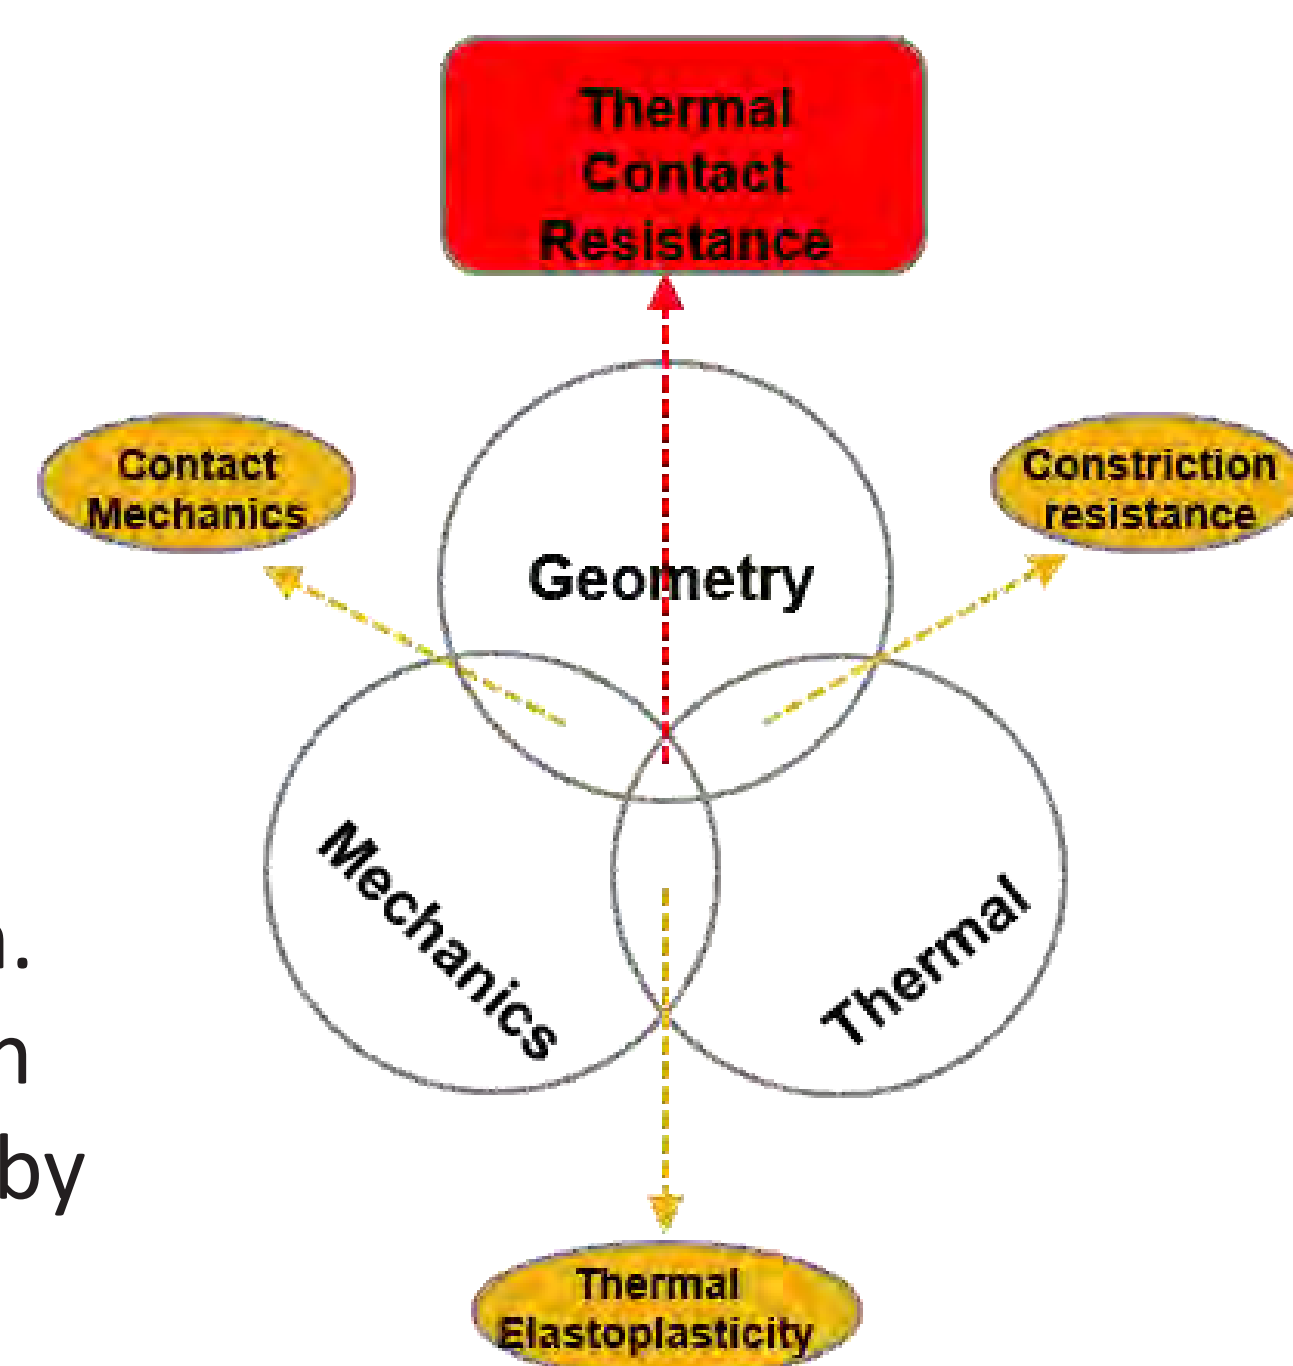 Thermal
Contact
Resistance
Contact
Mechanics
Constriction
resistance
Geometry
Mechanics
Thermal
n
by
Thermal
Elastoplasticity